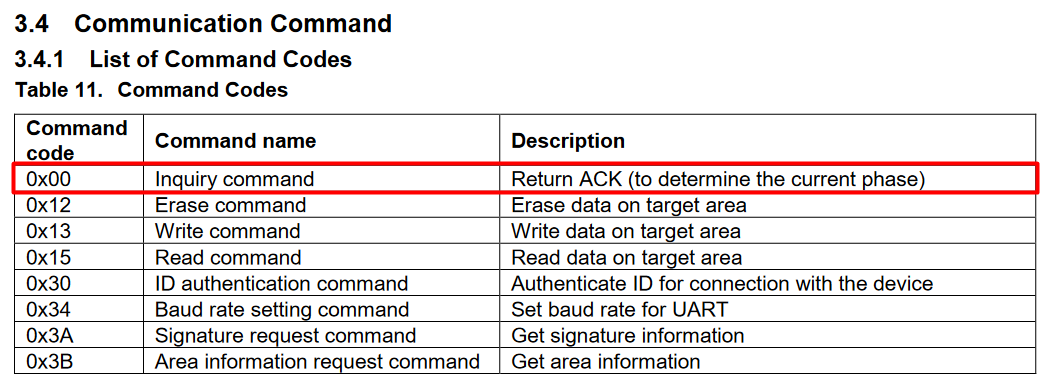 3.4 Communication Command
3.4.1 List of Command Codes
Table 11. Command Codes
Command code Command name Description
0x00 Inquiry command Return ACK (to determine the current phase)
0x12 Erase command Erase data on target area
0x13 Write command Write data on target area
0x15 Read command Read data on target area
0x30 ID authentication command Authenticate ID for connection with the device
0x34 Baud rate setting command Set baud rate for UART
0x3A Signature request command Get signature information
0x3B Area information request command Get area information